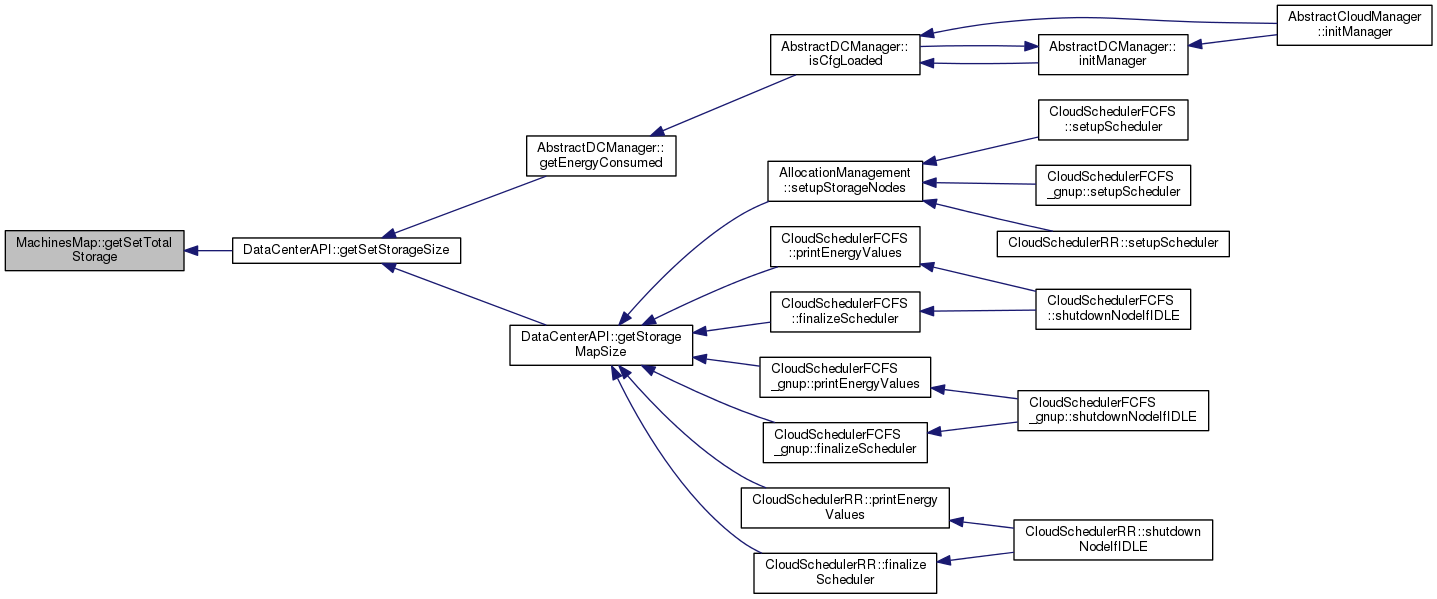 AbstractCloudManager
::initManager
AbstractDCManager::
isCfgLoaded
AbstractDCManager::
initManager
CloudSchedulerFCFS
::setupScheduler
AbstractDCManager::
getEnergyConsumed
AllocationManagement
::setupStorageNodes
CloudSchedulerFCFS
_gnup::setupScheduler
MachinesMap::getSetTotal
Storage
DataCenterAPI::getSetStorageSize
CloudSchedulerFCFS
::printEnergyValues
CloudSchedulerRR::setupScheduler
CloudSchedulerFCFS
::finalizeScheduler
CloudSchedulerFCFS
::shutdownNodeIfIDLE
DataCenterAPI::getStorage
MapSize
CloudSchedulerFCFS
_gnup::printEnergyValues
CloudSchedulerFCFS
_gnup::shutdownNodeIfIDLE
CloudSchedulerFCFS
_gnup::finalizeScheduler
CloudSchedulerRR::printEnergy
Values
CloudSchedulerRR::shutdown
NodeIfIDLE
CloudSchedulerRR::finalize
Scheduler